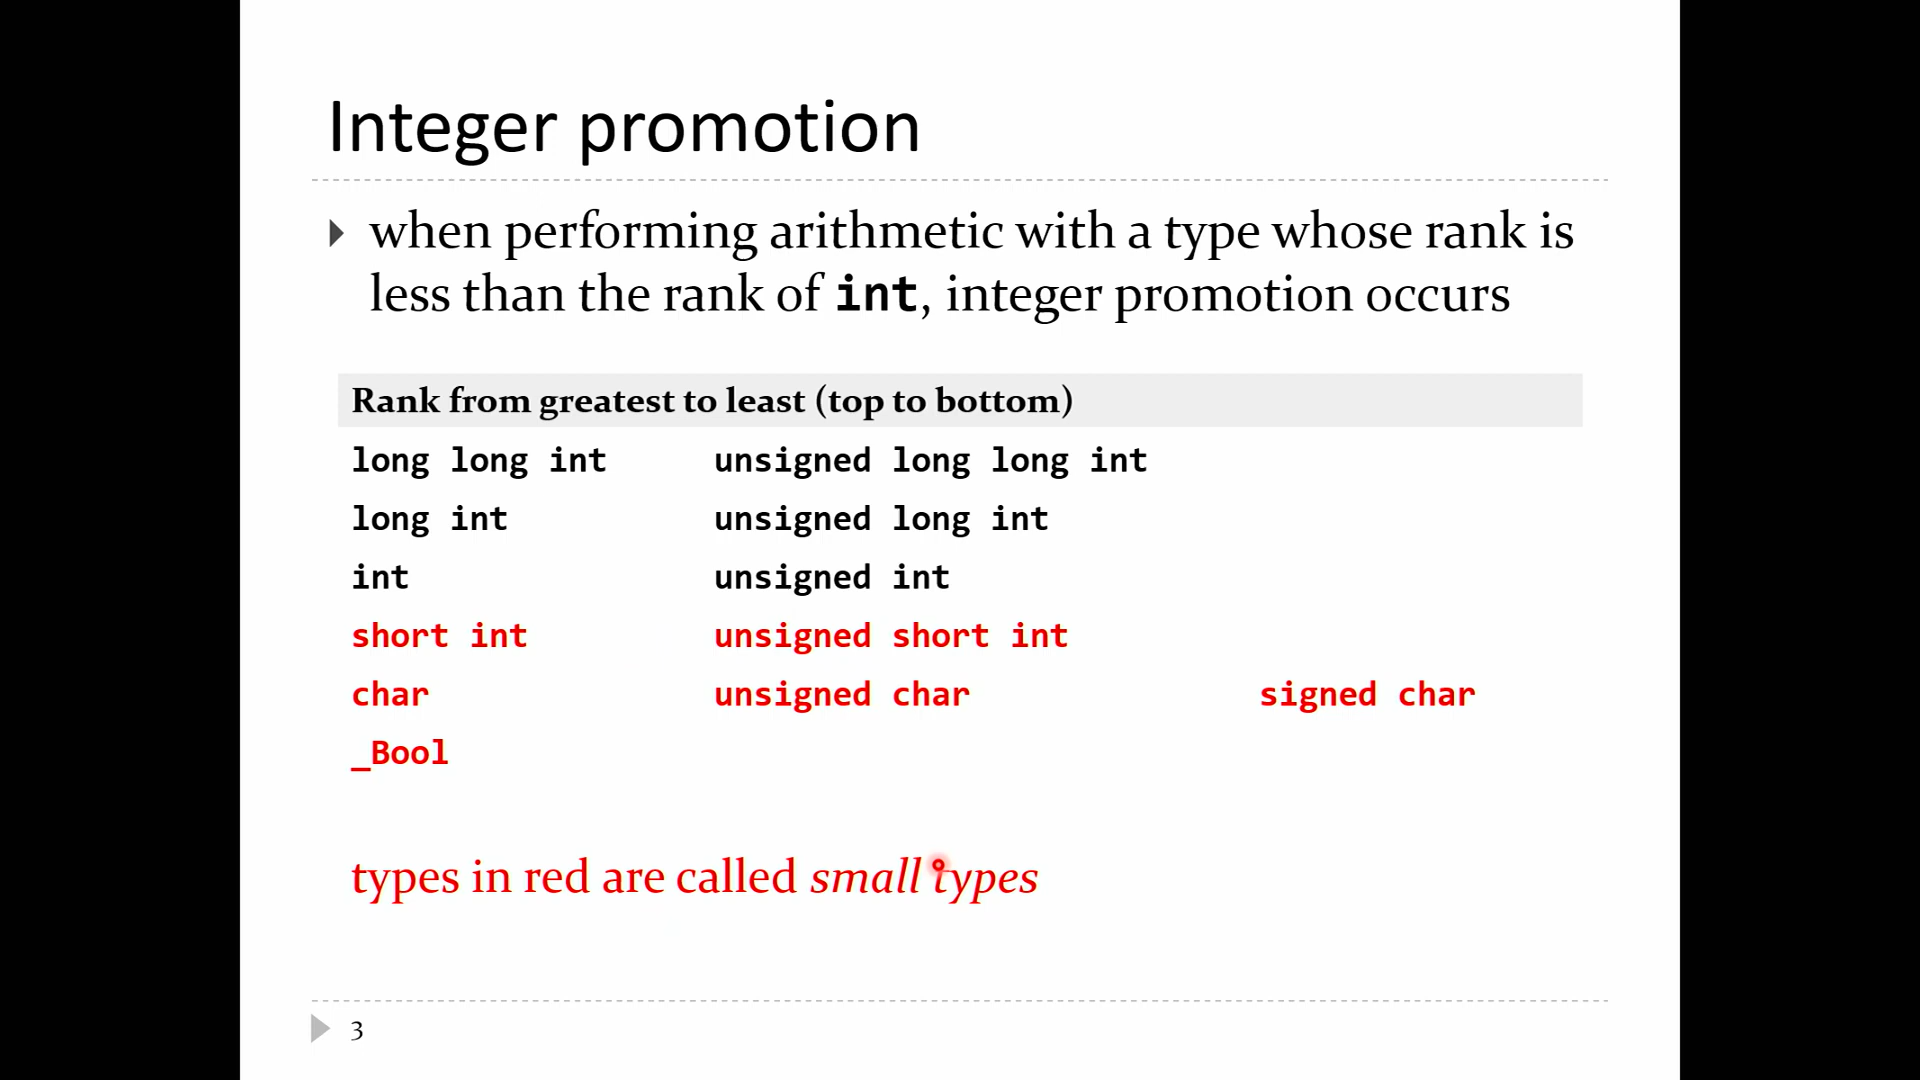 Integer promotion
when performing arithmetic with a type whose rank is
less than the rank of int, integer promotion occurs
Rank from greatest to least (top to bottom)
long long int unsigned long long int
long int unsigned long int
int unsigned int
short int unsigned short int
char unsigned char signed char
_Bool
types in red are called small types
3